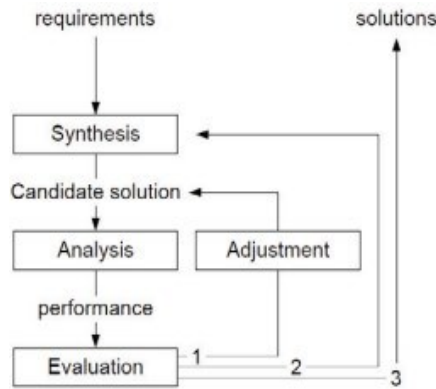 requirements
solutions
Synthesis
Candidate solution
Analysis
Adjustment
performance
Evaluation
1
2
3